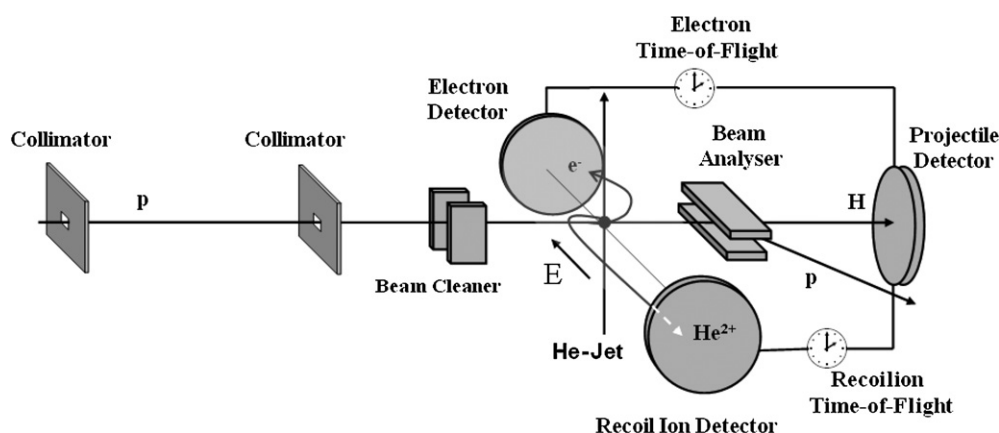 Electron
Time-of-Flight
Electron
Detector
Collimator
Collimator
Beam
Analyser
Projectile
Detector
e-
p
H
Beam Cleaner
E
p
He-Jet
He²⁺
Recoil Ion Detector
Recoilion
Time-of-Flight